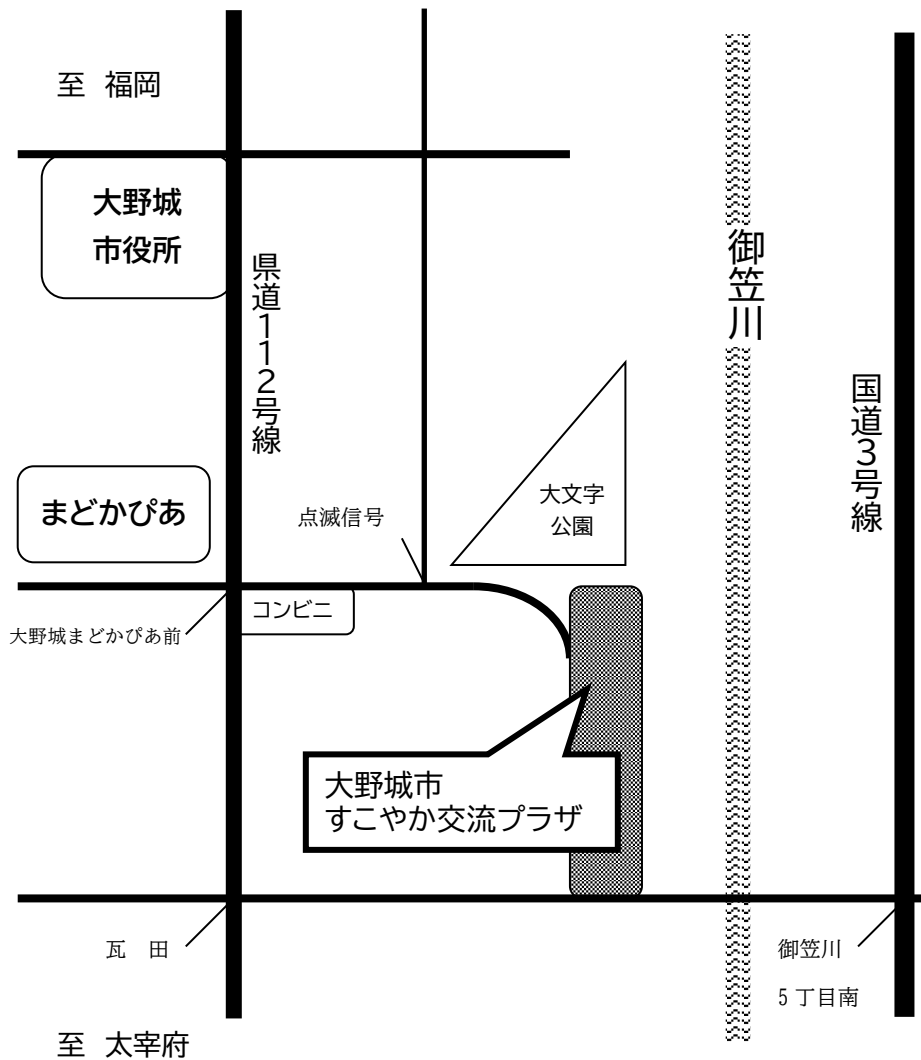 至 福岡
大野城
市役所
県道112号線
御笠川
国道3号線
まどかぴあ
点滅信号
大文字
公園
コンビニ
大野城まどかぴあ前
大野城市
すこやか交流プラザ
瓦 田
御笠川
5丁目南
至 太宰府